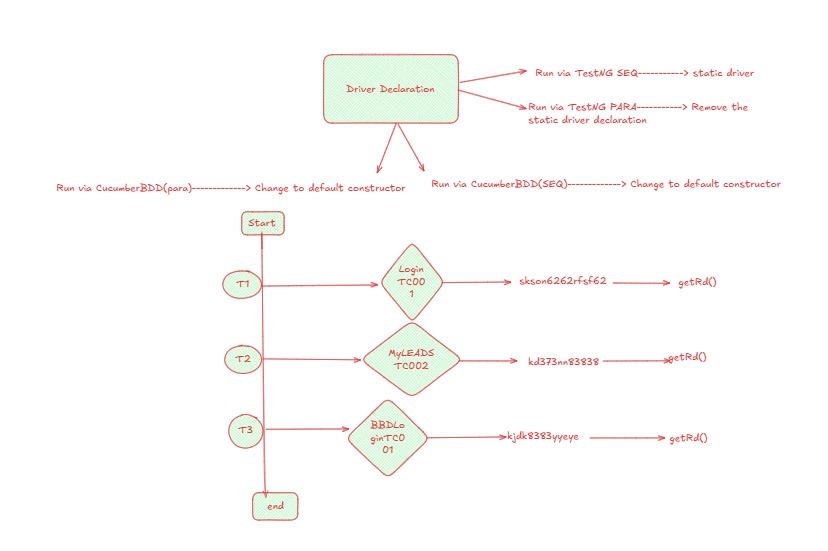 Driver Declaration
Run via TestNG SEQ-----------> static driver
Run via TestNG PARA-----------> Remove the
static driver declaration
Run via CucumberBDD(para)-------------> Change to default constructor
Run via CucumberBDD(SEQ)-------------> Change to default constructor
Start
T1
Login
TC00
1
skson6262rfsf62
getRd()
T2
MyLEADS
TC002
kd373nn83838
getRd()
T3
BBDLo
ginTC0
01
kjdk8383yyeye
getRd()
end